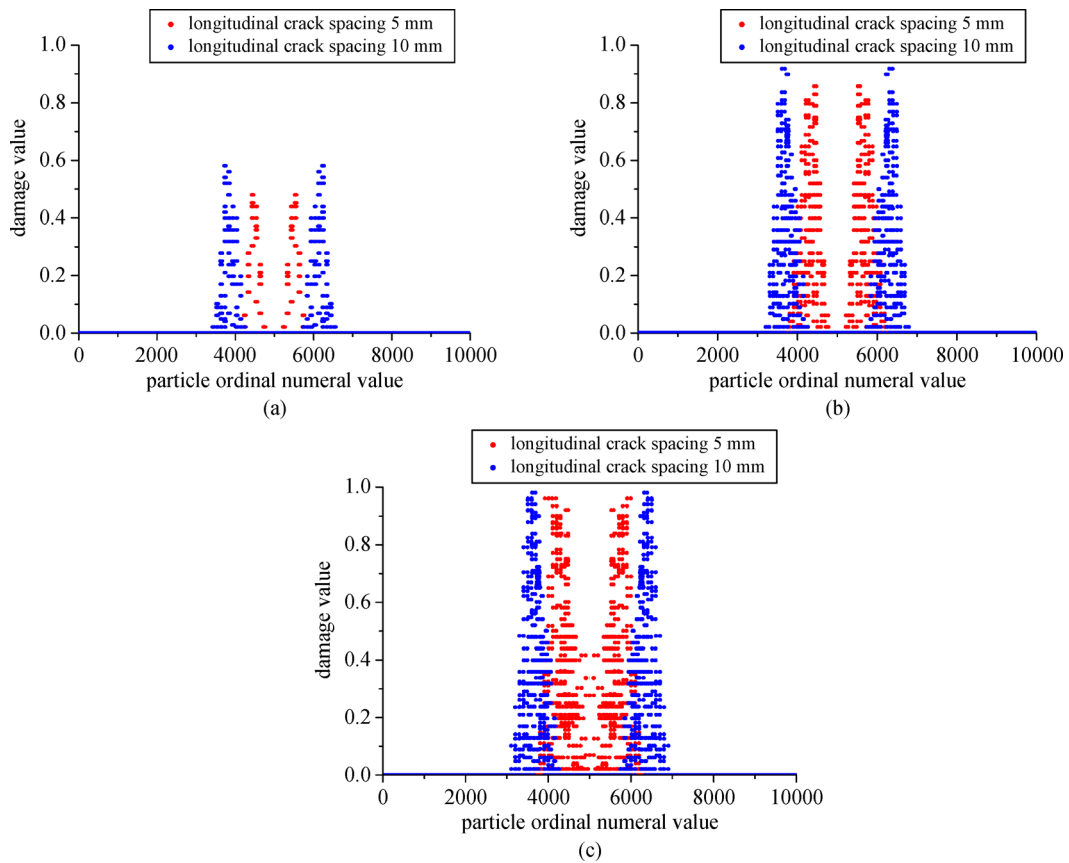 longitudinal crack spacing 5 mm
longitudinal crack spacing 10 mm
1.0
0.8
0.6
0.4
0.2
0.0
damage value
0
2000
4000
6000
8000
10000
particle ordinal numeral value
(a)
longitudinal crack spacing 5 mm
longitudinal crack spacing 10 mm
1.0
0.8
0.6
0.4
0.2
0.0
damage value
0
2000
4000
6000
8000
10000
particle ordinal numeral value
(b)
longitudinal crack spacing 5 mm
longitudinal crack spacing 10 mm
1.0
0.8
0.6
0.4
0.2
0.0
damage value
0
2000
4000
6000
8000
10000
particle ordinal numeral value
(c)